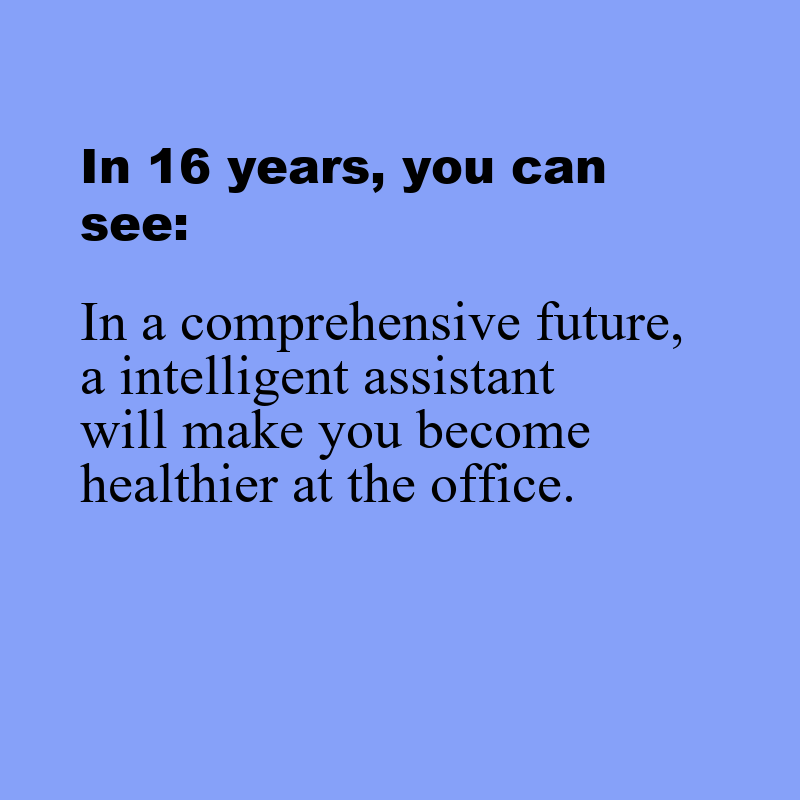 In 16 years, you can
see:
In a comprehensive future,
a intelligent assistant
will make you become
healthier at the office.